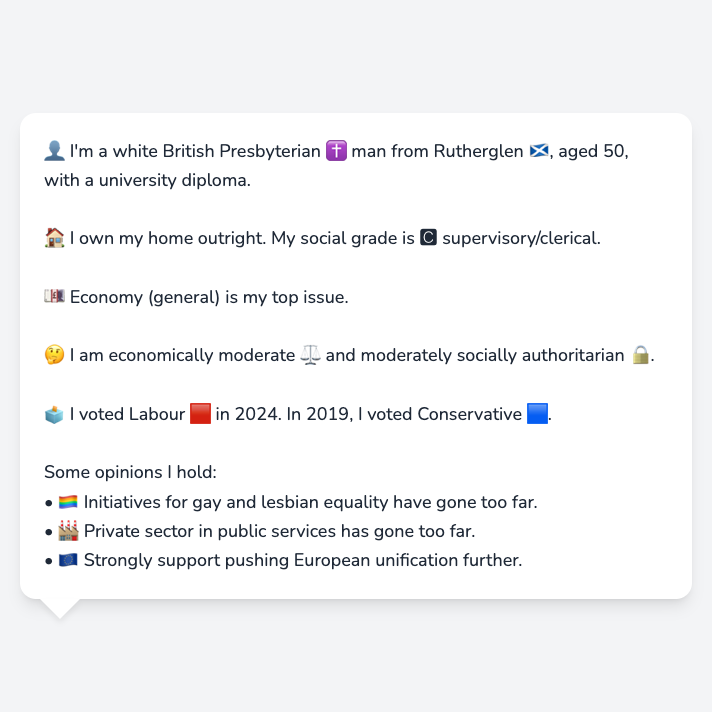 👤 I'm a white British Presbyterian ✝️ man from Rutherglen 🏴󠁧󠁢󠁳󠁣󠁴󠁿, aged 50,
with a university diploma.
🏠 I own my home outright. My social grade is 🅲 supervisory/clerical.
💷 Economy (general) is my top issue.
🤔 I am economically moderate ⚖️ and moderately socially authoritarian 🔒.
🗳️ I voted Labour 🟥 in 2024. In 2019, I voted Conservative 🟦.
Some opinions I hold:
• 🏳️‍🌈 Initiatives for gay and lesbian equality have gone too far.
• 🏭 Private sector in public services has gone too far.
• 🇪🇺 Strongly support pushing European unification further.